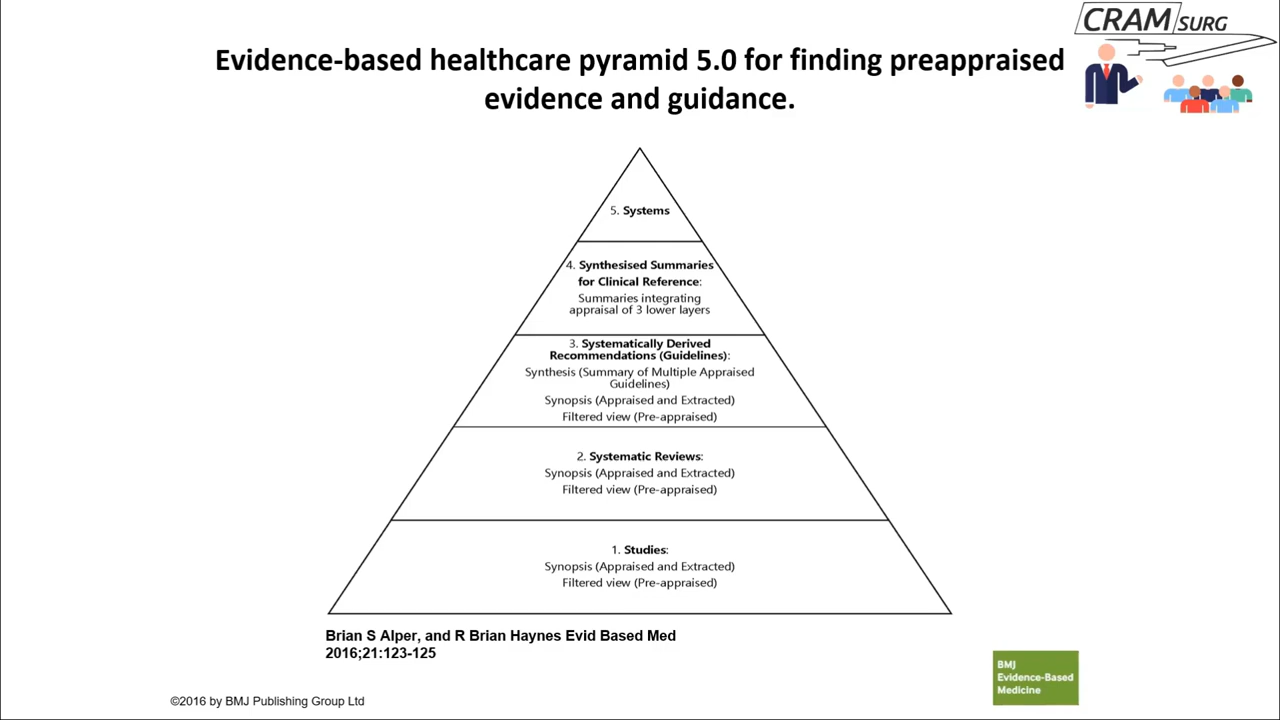 CRAMSURG
Evidence-based healthcare pyramid 5.0 for finding preappraised
evidence and guidance.
5. Systems
4. Synthesised Summaries
for Clinical Reference:
Summaries integrating
appraisal of 3 lower layers
3. Systematically Derived
Recommendations (Guidelines):
Synthesis (Summary of Multiple Appraised
Guidelines)
Synopsis (Appraised and Extracted)
Filtered view (Pre-appraised)
2. Systematic Reviews:
Synopsis (Appraised and Extracted)
Filtered view (Pre-appraised)
1. Studies:
Synopsis (Appraised and Extracted)
Filtered view (Pre-appraised)
Brian S Alper, and R Brian Haynes Evid Based Med
2016;21:123-125
BMJ
Evidence-Based
Medicine
©2016 by BMJ Publishing Group Ltd